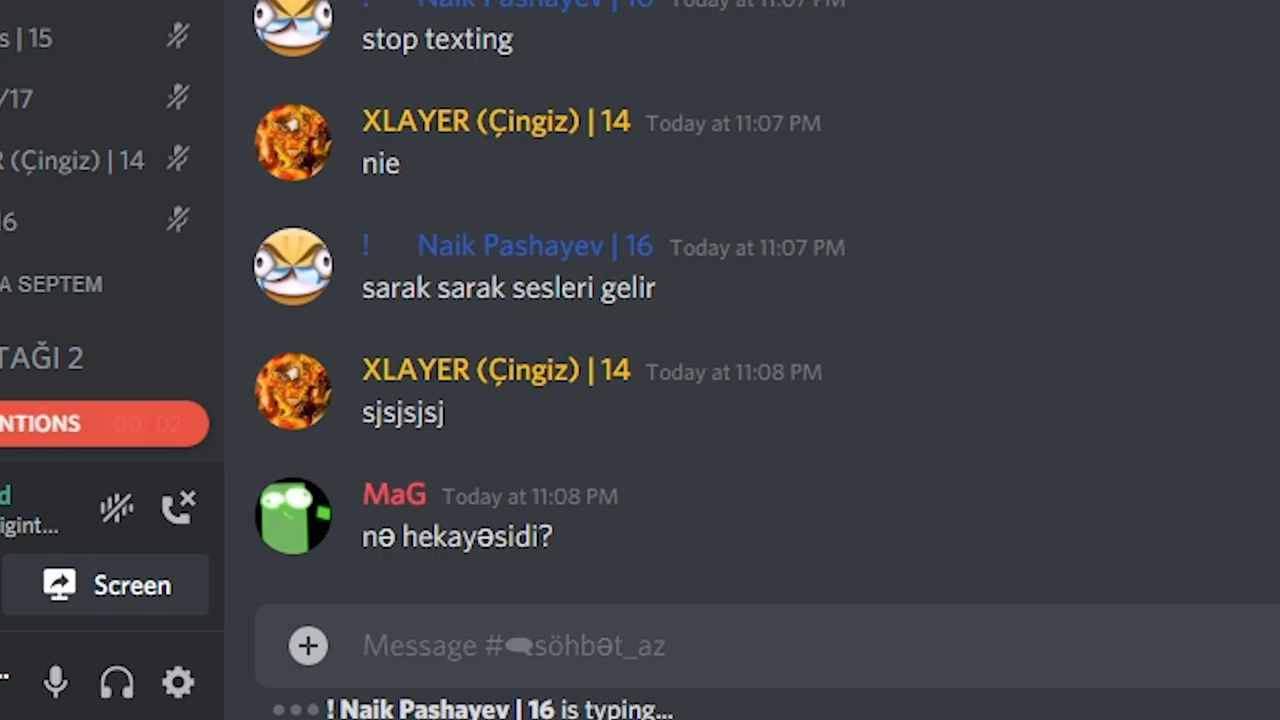 s | 15
/17
R (Çingiz) | 14
16
A SEPTEM
TAĞI 2
NTIONS 00 02
d
igint...
Screen
! Naik Pashayev | 16 Today at 11:07 PM
stop texting
XLAYER (Çingiz) | 14 Today at 11:07 PM
nie
! Naik Pashayev | 16 Today at 11:07 PM
sarak sarak sesleri gelir
XLAYER (Çingiz) | 14 Today at 11:08 PM
sjsjsjsj
MaG Today at 11:08 PM
nə hekayəsidi?
Message #🗨söhbət_az
! Naik Pashayev | 16 is typing...